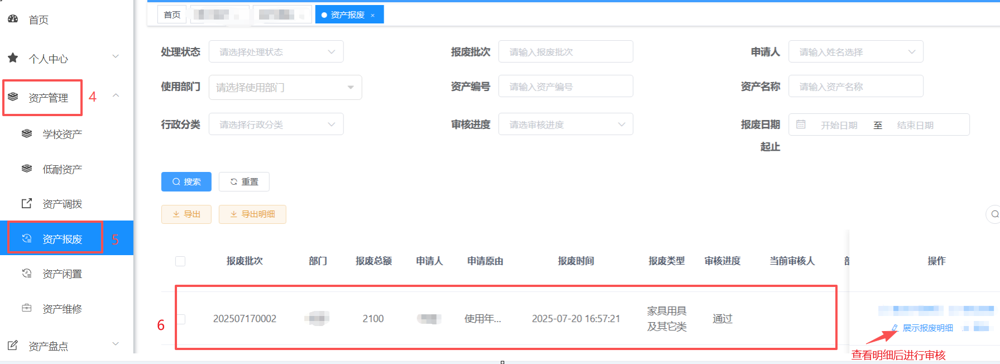 首页
个人中心
资产管理
4
学校资产
低耐资产
资产调拨
资产报废
5
资产闲置
资产维修
资产盘点
首页
资产报废 ×
处理状态 请选择处理状态
报废批次 请输入报废批次
申请人 请输入姓名选择
使用部门 请选择使用部门
资产编号 请输入资产编号
资产名称 请输入资产名称
行政分类 请选择行政分类
审核进度 请选审核进度
报废日期 开始日期 至 结束日期
起止
搜索 重置
导出 导出明细
报废批次 部门 报废总额 申请人 申请原由 报废时间 报废类型 审核进度 当前审核人 操作
6
202507170002 2100 使用年... 2025-07-20 16:57:21 家具用具 通过
及其它类
展示报废明细
查看明细后进行审核